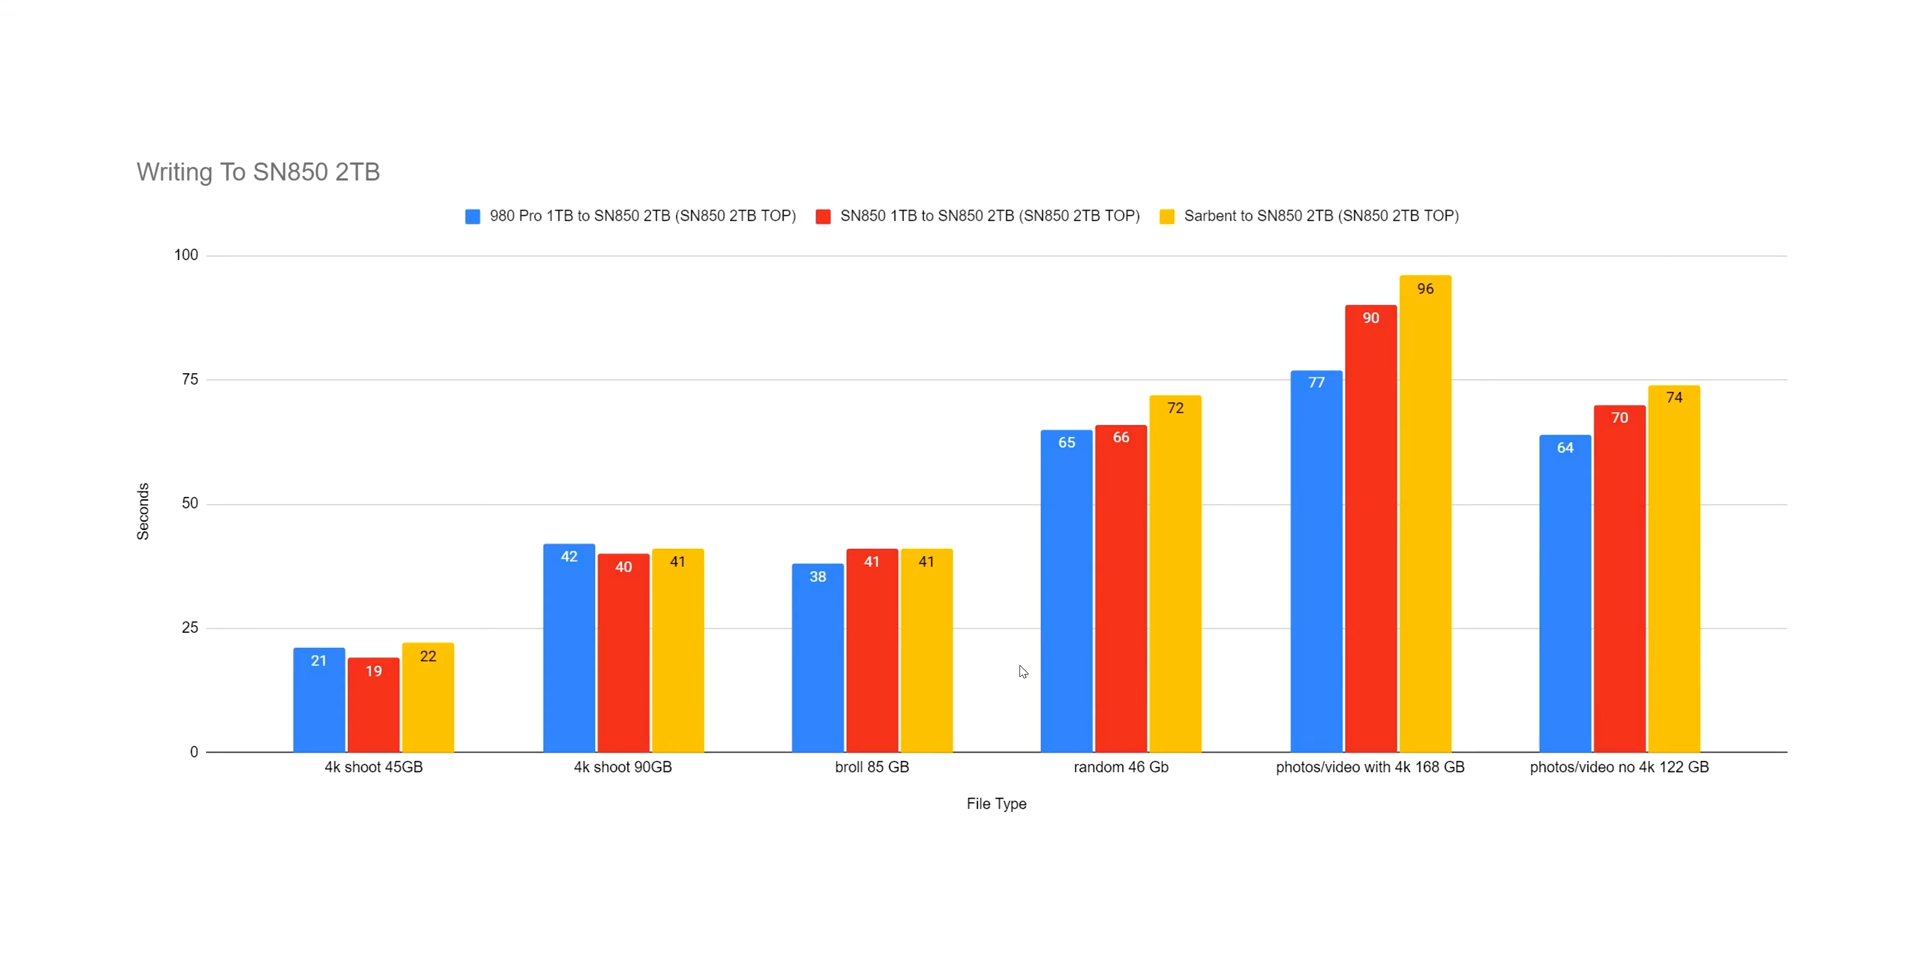 Writing To SN850 2TB
980 Pro 1TB to SN850 2TB (SN850 2TB TOP) SN850 1TB to SN850 2TB (SN850 2TB TOP) Sarbent to SN850 2TB (SN850 2TB TOP)
100
75
50
25
0
Seconds
21 19 22
42 40 41
38 41 41
65 66 72
77 90 96
64 70 74
4k shoot 45GB 4k shoot 90GB broll 85 GB random 46 Gb photos/video with 4k 168 GB photos/video no 4k 122 GB
File Type